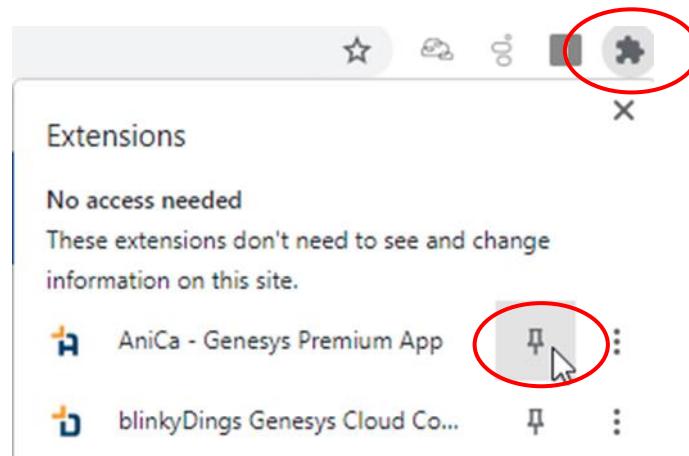 Extensions
No access needed
These extensions don't need to see and change
information on this site.
AniCa - Genesys Premium App
blinkyDings Genesys Cloud Co...